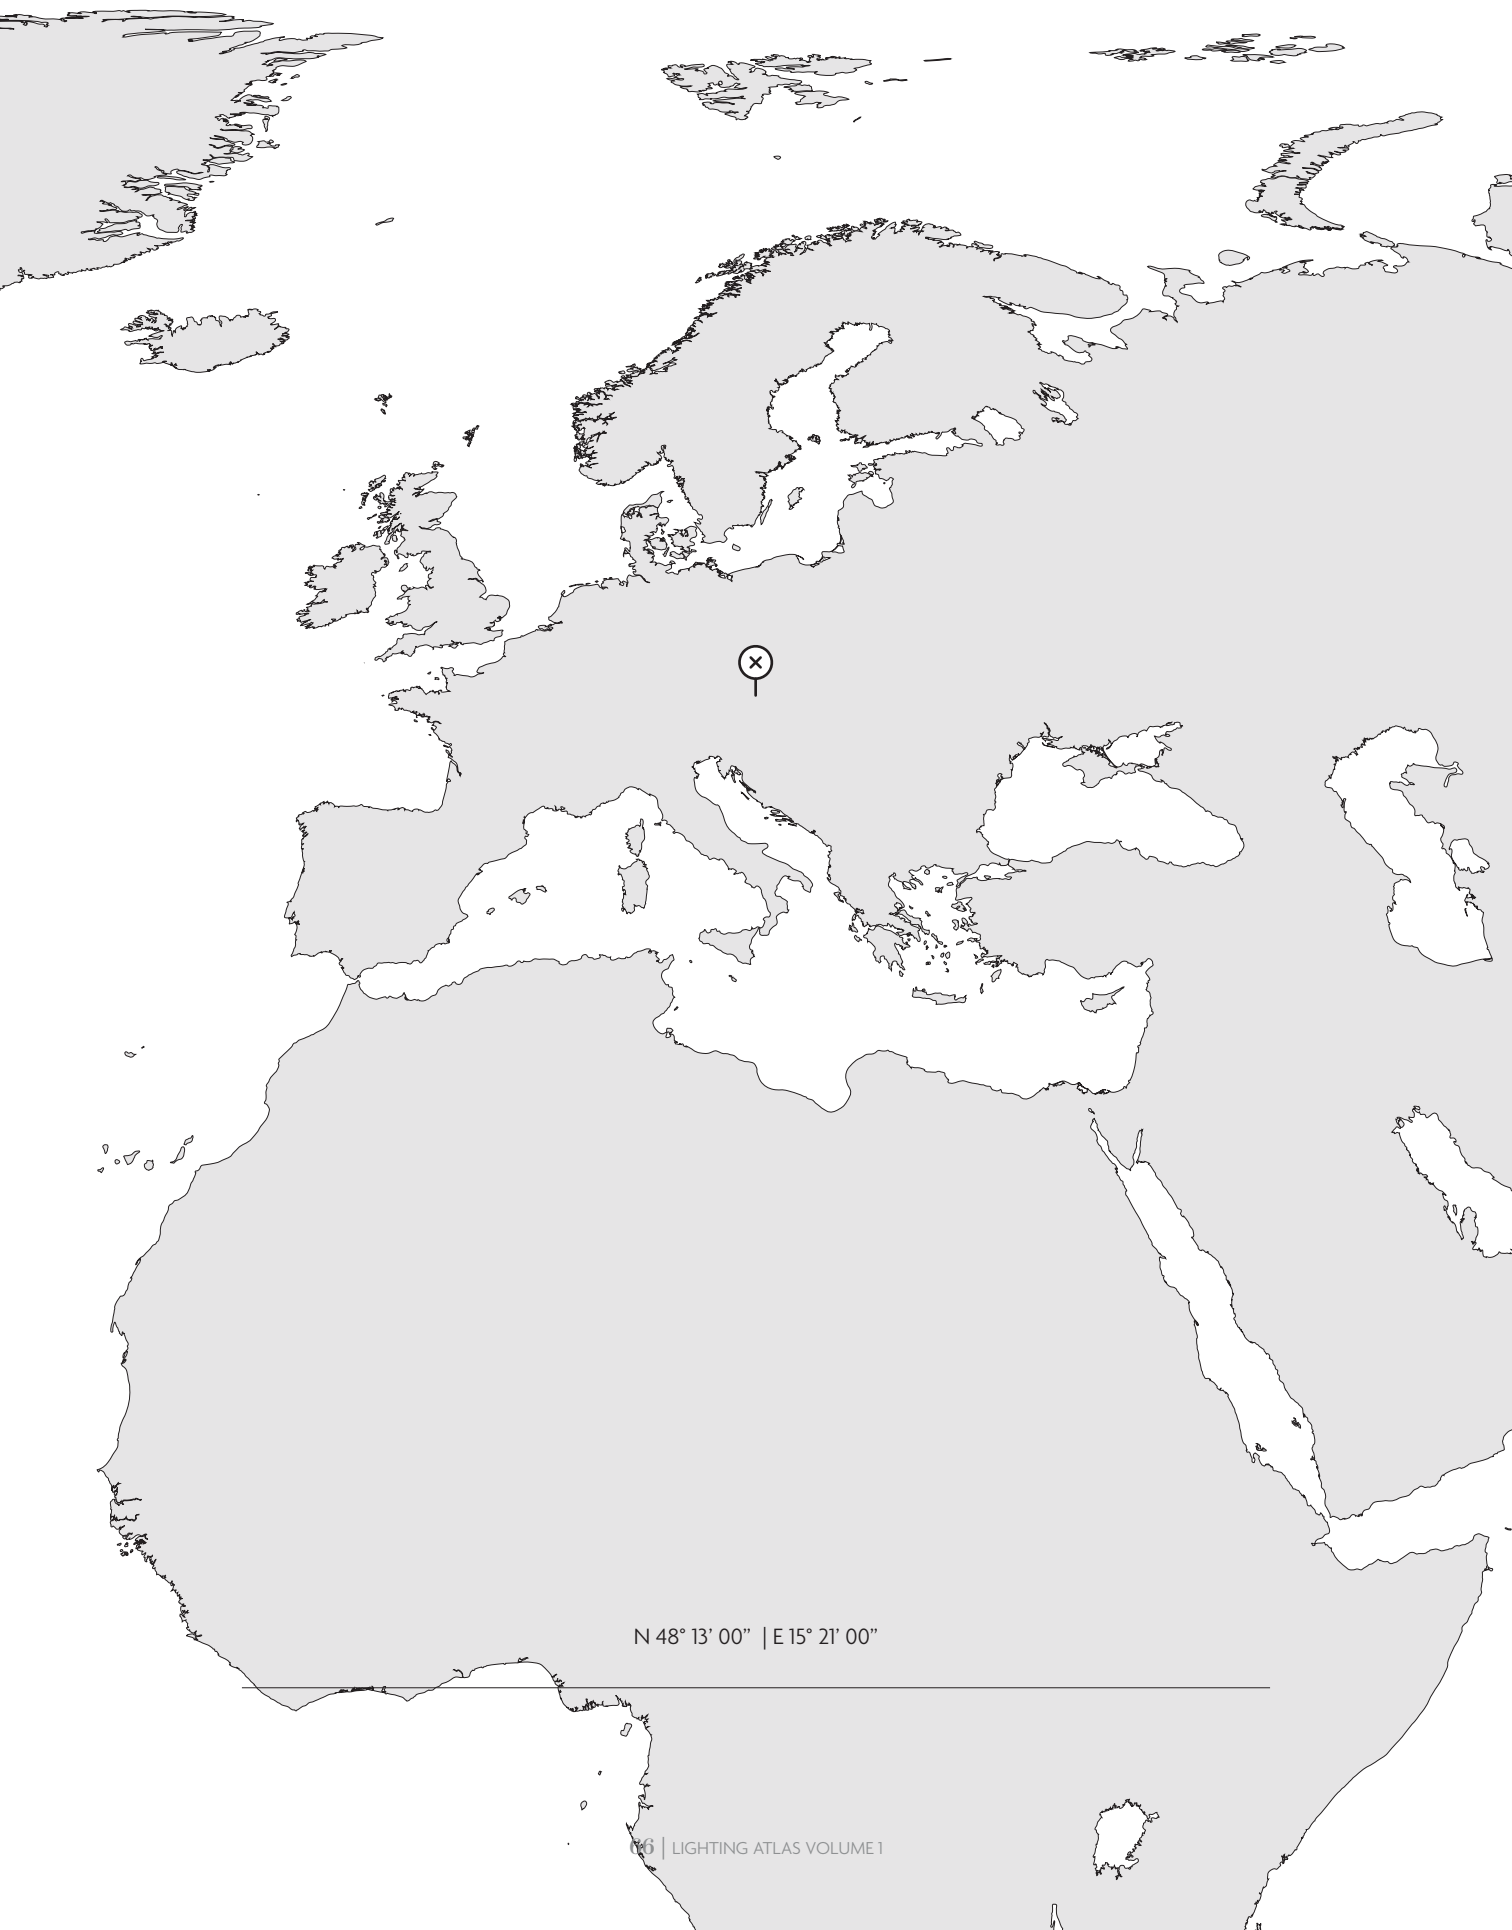 N 48° 13’ 00” | E 15° 21’ 00”
66 | LIGHTING ATLAS VOLUME 1